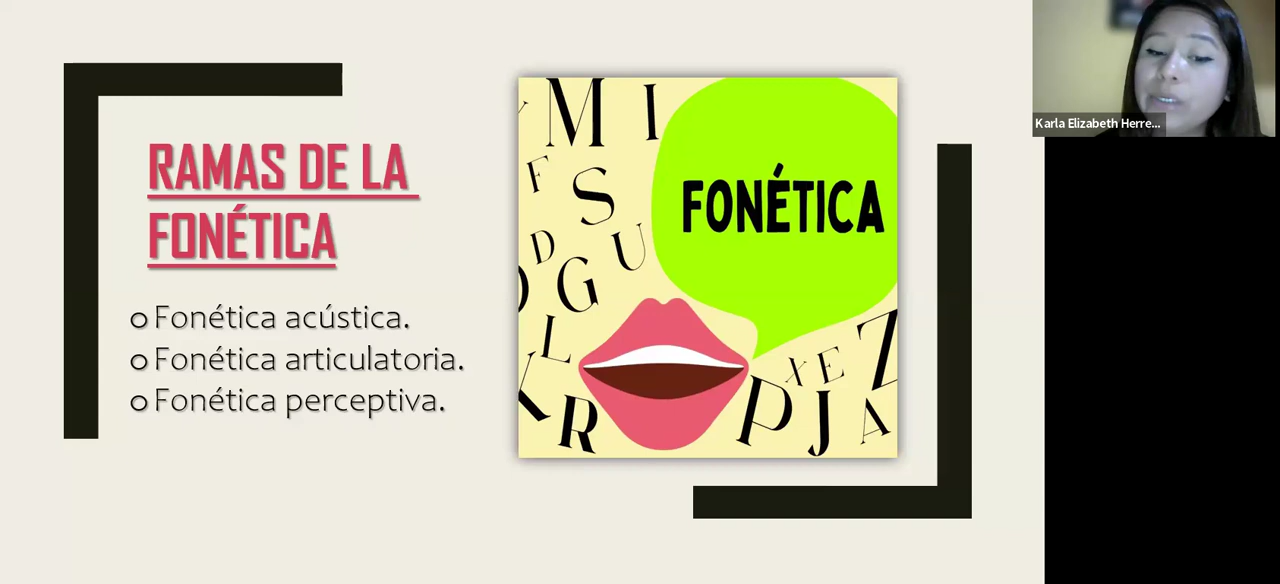 RAMAS DE LA
FONÉTICA
o Fonética acústica.
o Fonética articulatoria.
o Fonética perceptiva.
M I
F S
D G U
L
K R
FONÉTICA
X E Z
P J A
Karla Elizabeth Herre...